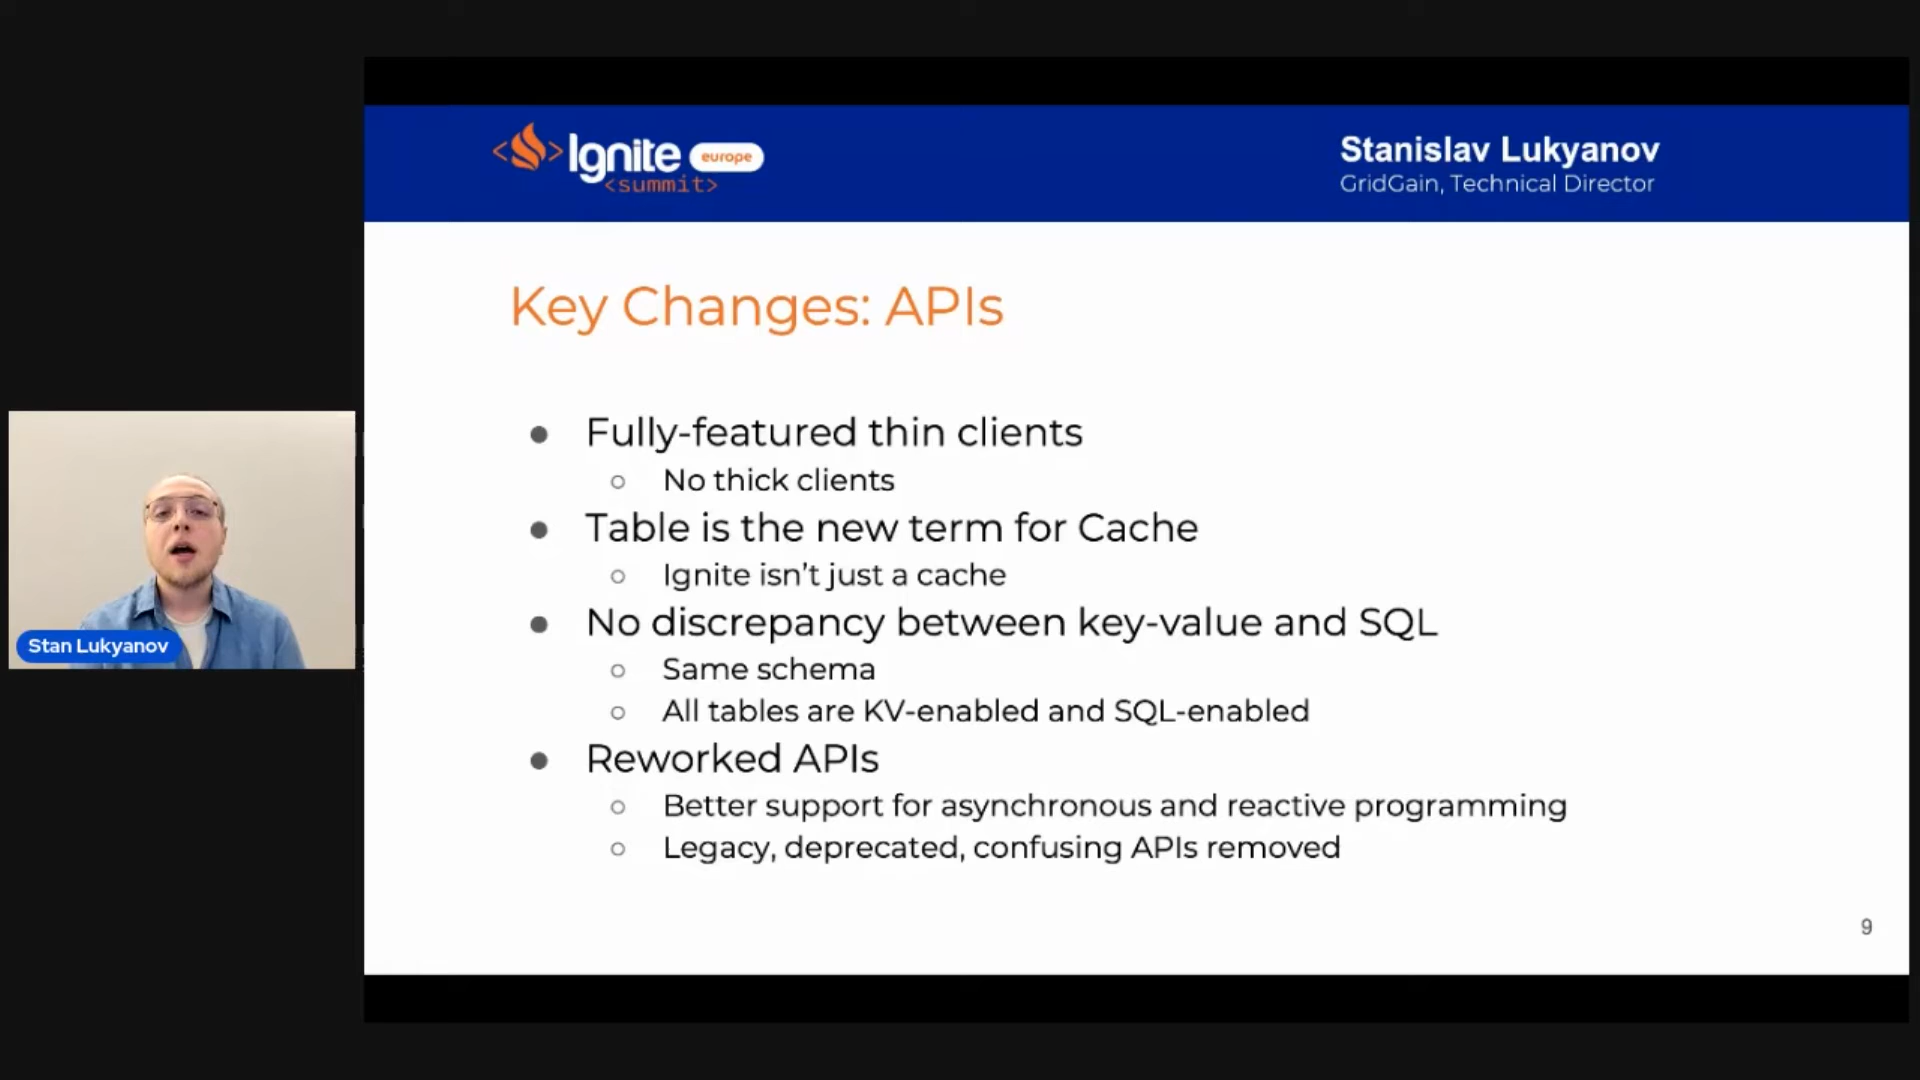 Ignite europe
<summit>
Stanislav Lukyanov
GridGain, Technical Director
Key Changes: APIs
● Fully-featured thin clients
○ No thick clients
● Table is the new term for Cache
○ Ignite isn’t just a cache
● No discrepancy between key-value and SQL
○ Same schema
○ All tables are KV-enabled and SQL-enabled
● Reworked APIs
○ Better support for asynchronous and reactive programming
○ Legacy, deprecated, confusing APIs removed
9
Stan Lukyanov